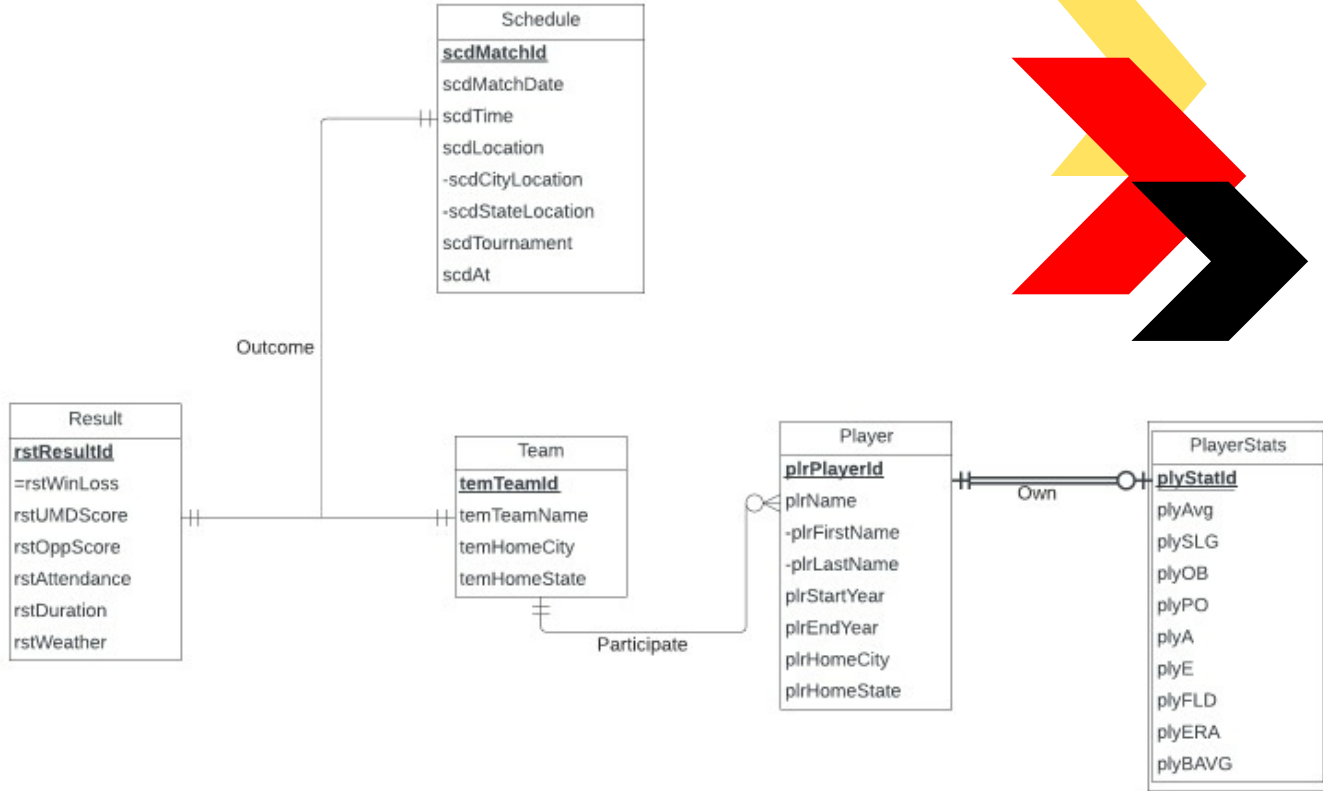 Schedule
scdMatchId
scdMatchDate
scdTime
scdLocation
-scdCityLocation
-scdStateLocation
scdTournament
scdAt
Outcome
Result
rstResultId
=rstWinLoss
rstUMDScore
rstOppScore
rstAttendance
rstDuration
rstWeather
Team
temTeamId
temTeamName
temHomeCity
temHomeState
Participate
Player
plrPlayerId
plrName
-plrFirstName
-plrLastName
plrStartYear
plrEndYear
plrHomeCity
plrHomeState
Own
PlayerStats
plyStatId
plyAvg
plySLG
plyOB
plyPO
plyA
plyE
plyFLD
plyERA
plyBAVG